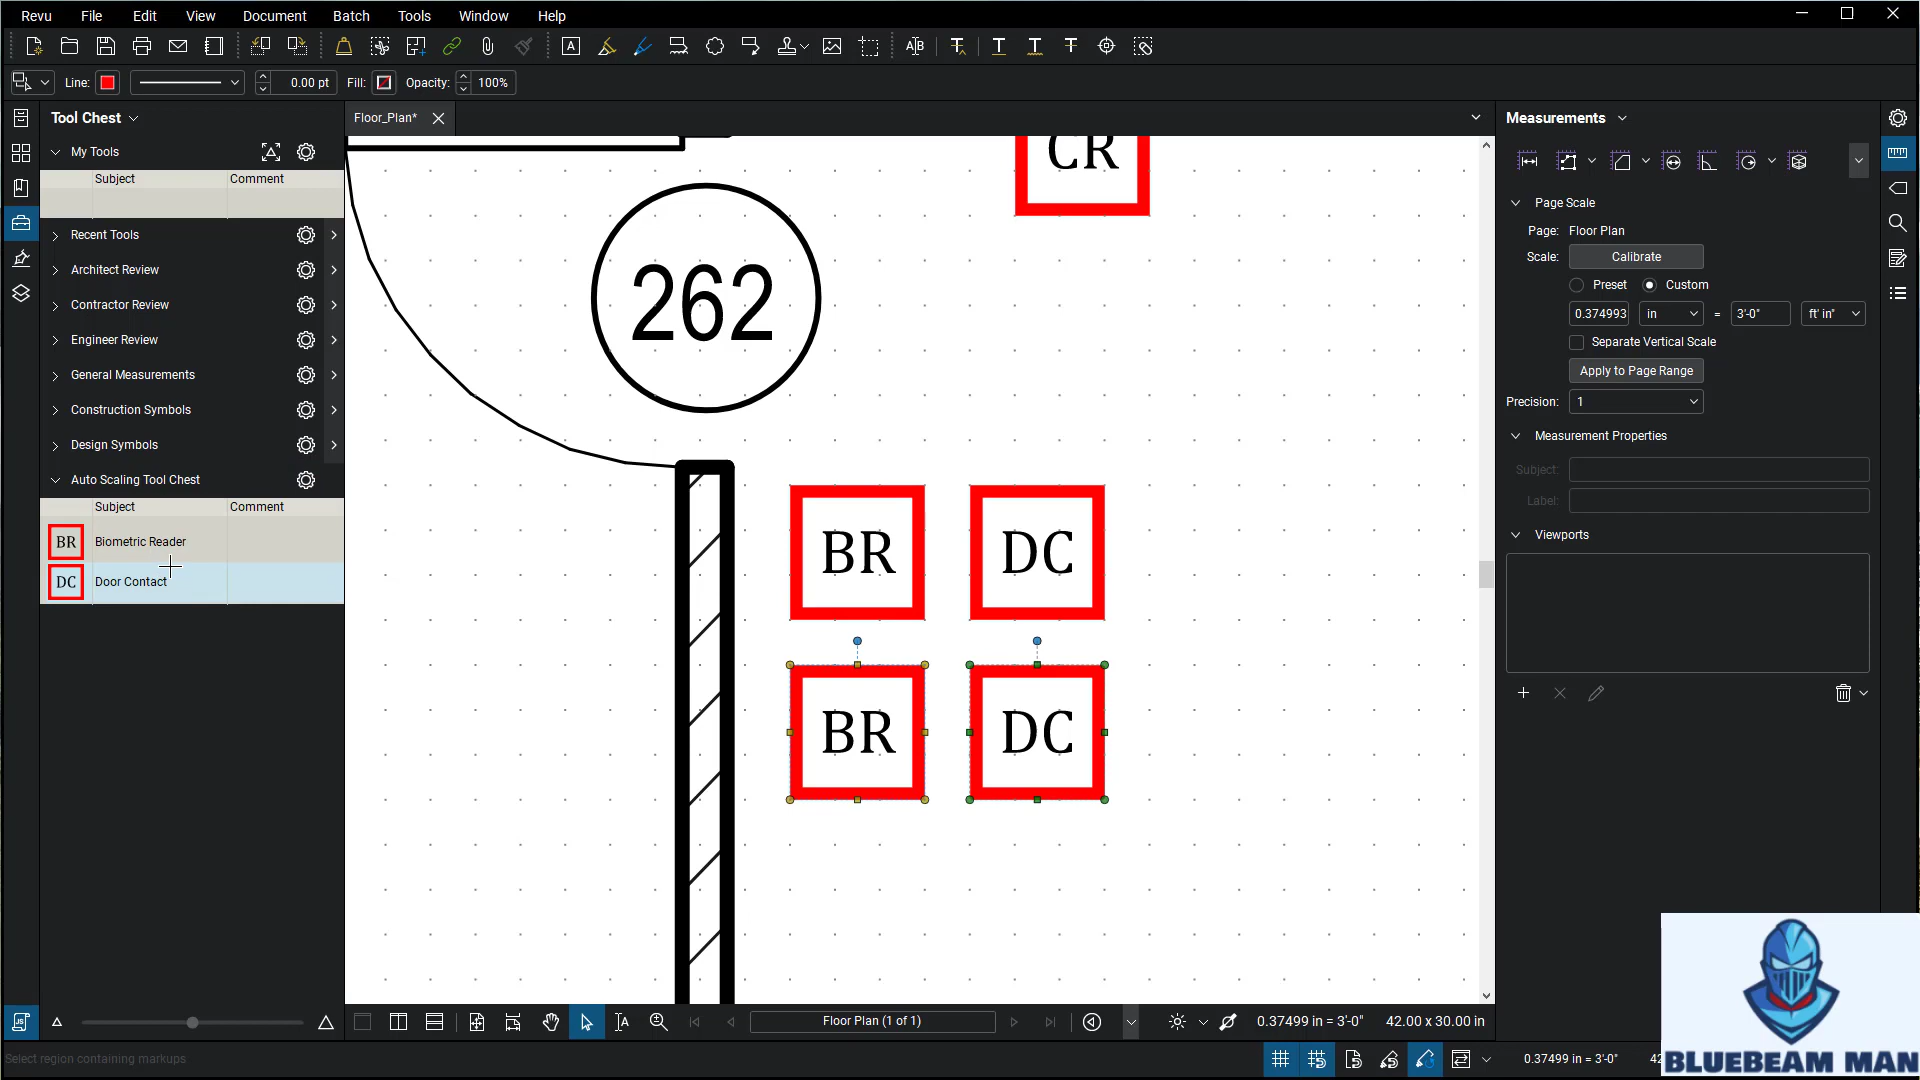 Revu File Edit View Document Batch Tools Window Help
Line: 0.00 pt Fill: Opacity: 100%
Tool Chest
My Tools
Subject Comment
Recent Tools
Architect Review
Contractor Review
Engineer Review
General Measurements
Construction Symbols
Design Symbols
Auto Scaling Tool Chest
Subject Comment
BR Biometric Reader
DC Door Contact
Floor_Plan*
CR
262
BR DC
BR DC
Measurements
Page Scale
Page: Floor Plan
Scale: Calibrate
Preset Custom
0.374993 in = 3'-0" ft' in"
Separate Vertical Scale
Apply to Page Range
Precision: 1
Measurement Properties
Subject:
Label:
Viewports
Floor Plan (1 of 1)
0.37499 in = 3'-0" 42.00 x 30.00 in
Select region containing markups
0.37499 in = 3'-0" 42
BLUEBEAM MAN